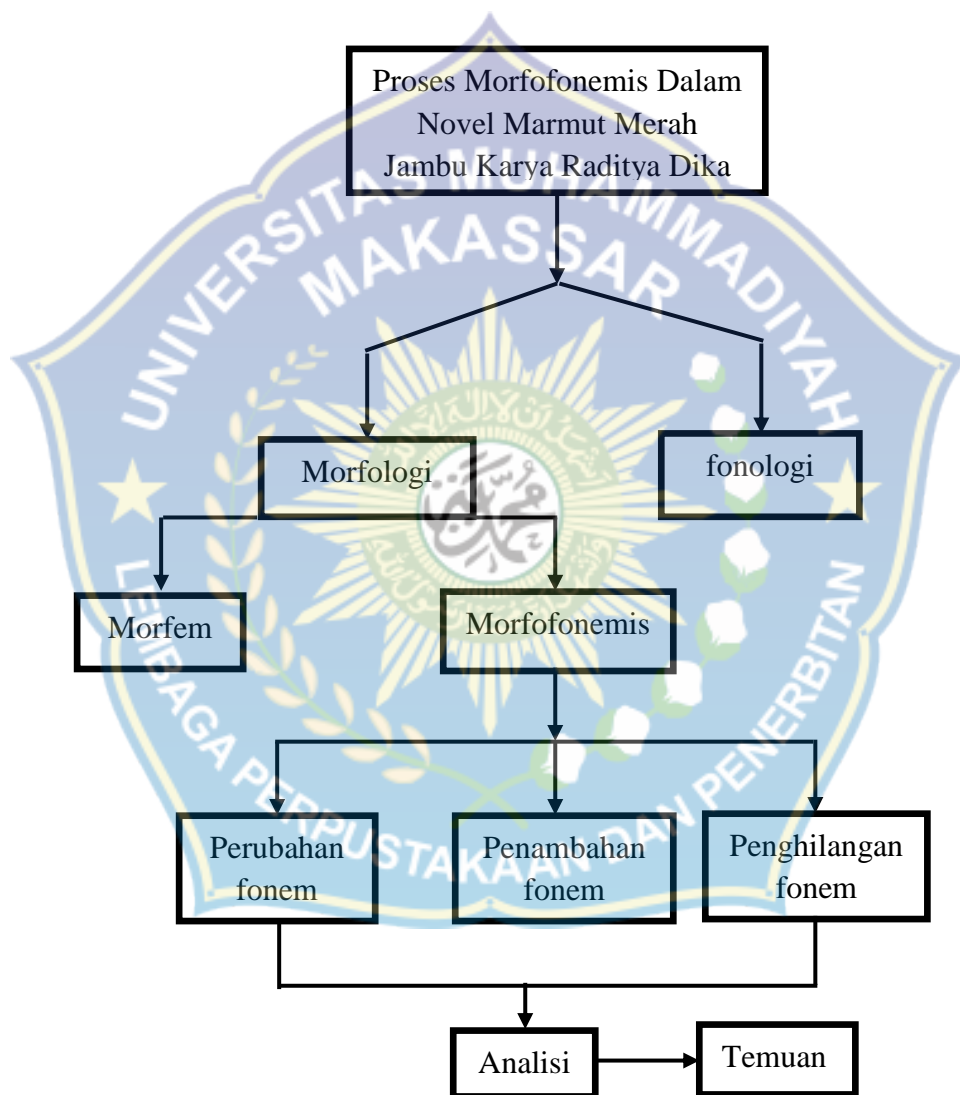 Proses Morfofonemis Dalam
Novel Marmut Merah
Jambu Karya Raditya Dika
UNIVERSITAS MUHAMMADIYAH
MAKASSAR
Morfologi
fonologi
Morfem
Morfofonemis
Perubahan
fonem
Penambahan
fonem
Penghilangan
fonem
LEMBAGA PERPUSTAKAAN DAN PENERBITAN
Analisi
Temuan